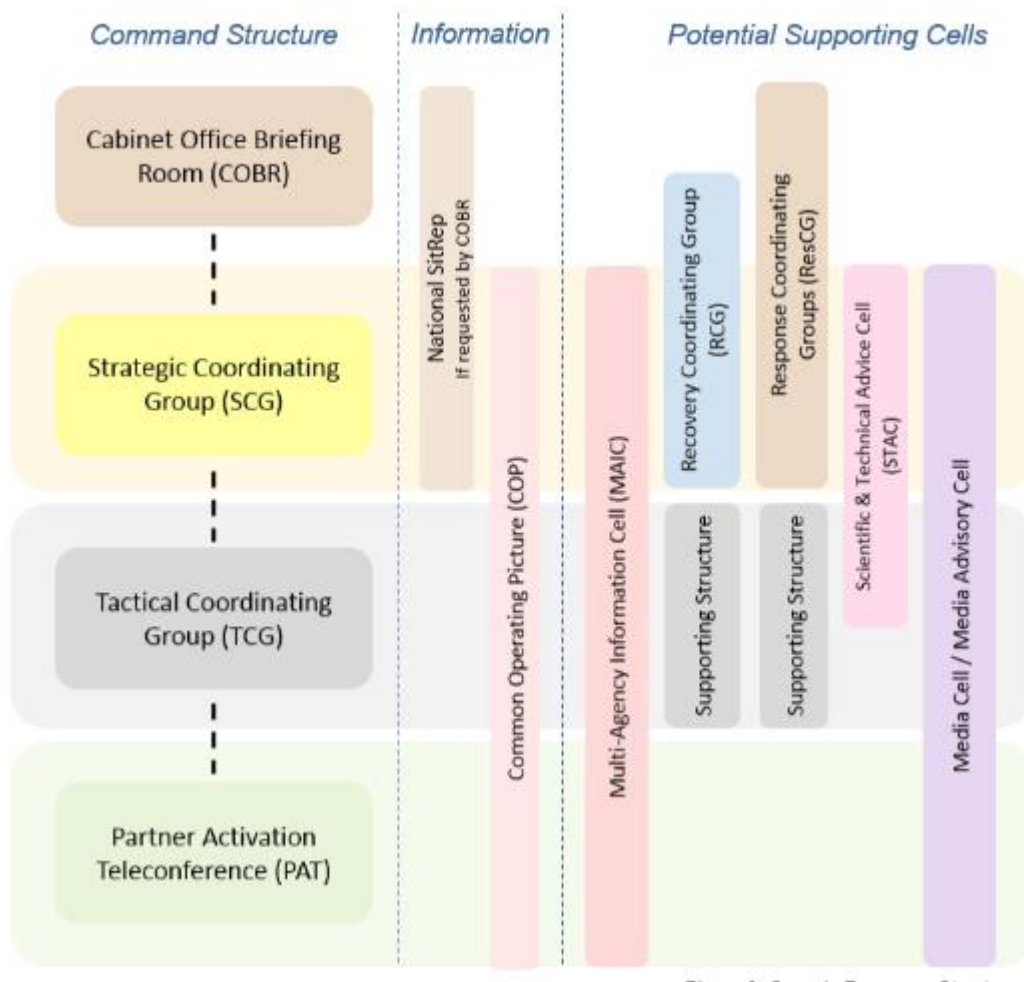 Command Structure
Information
Potential Supporting Cells
Cabinet Office Briefing
Room (COBR)
Strategic Coordinating
Group (SCG)
Tactical Coordinating
Group (TCG)
Partner Activation
Teleconference (PAT)
National SitRep
If requested by COBR
Common Operating Picture (COP)
Multi-Agency Information Cell (MAIC)
Recovery Coordinating Group
(RCG)
Supporting Structure
Response Coordinating
Groups (ResCG)
Supporting Structure
Scientific & Technical Advice Cell
(STAC)
Media Cell / Media Advisory Cell